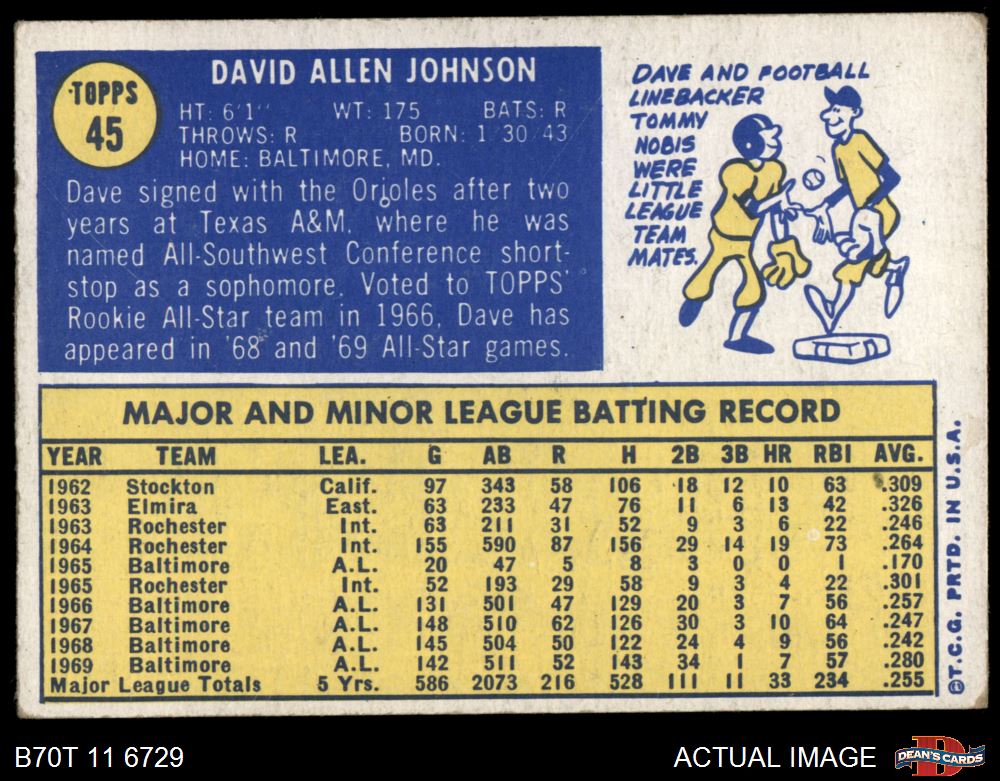 TOPPS
45
DAVID ALLEN JOHNSON
HT: 6'1" WT: 175 BATS: R
THROWS: R BORN: 1 30 43
HOME: BALTIMORE, MD.
Dave signed with the Orioles after two
years at Texas A&M, where he was
named All-Southwest Conference short-
stop as a sophomore. Voted to TOPPS'
Rookie All-Star team in 1966, Dave has
appeared in '68 and '69 All-Star games.
DAVE AND FOOTBALL
LINEBACKER
TOMMY
NOBIS
WERE
LITTLE
LEAGUE
TEAM
MATES.
MAJOR AND MINOR LEAGUE BATTING RECORD
YEAR TEAM LEA. G AB R H 2B 3B HR RBI AVG.
1962 Stockton Calif. 97 343 58 106 18 12 10 63 .309
1963 Elmira East. 63 233 47 76 11 6 13 42 .326
1963 Rochester Int. 63 211 31 52 9 3 6 22 .246
1964 Rochester Int. 155 590 87 156 29 14 19 73 .264
1965 Baltimore A.L. 20 47 5 8 3 0 0 1 .170
1965 Rochester Int. 52 193 29 58 9 3 4 22 .301
1966 Baltimore A.L. 131 501 47 129 20 3 7 56 .257
1967 Baltimore A.L. 148 510 62 126 30 3 10 64 .247
1968 Baltimore A.L. 145 504 50 122 24 4 9 56 .242
1969 Baltimore A.L. 142 511 52 143 34 1 7 57 .280
Major League Totals 5 Yrs. 586 2073 216 528 111 11 33 234 .255
©T.C.G. PRTD. IN U.S.A.
B70T 11 6729
ACTUAL IMAGE
D
DEAN'S CARDS